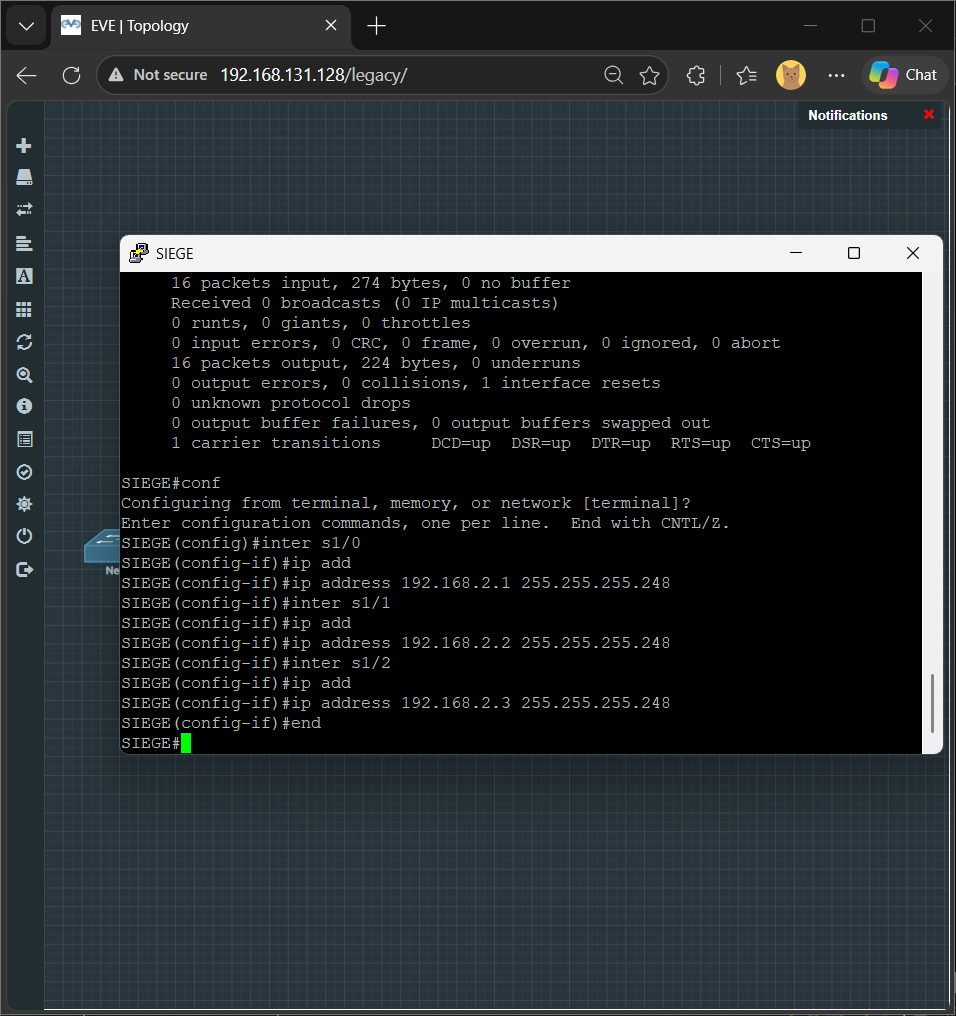 EVE | Topology
Not secure 192.168.131.128/legacy/
Chat
Notifications
SIEGE
16 packets input, 274 bytes, 0 no buffer
Received 0 broadcasts (0 IP multicasts)
0 runts, 0 giants, 0 throttles
0 input errors, 0 CRC, 0 frame, 0 overrun, 0 ignored, 0 abort
16 packets output, 224 bytes, 0 underruns
0 output errors, 0 collisions, 1 interface resets
0 unknown protocol drops
0 output buffer failures, 0 output buffers swapped out
1 carrier transitions     DCD=up  DSR=up  DTR=up  RTS=up  CTS=up
SIEGE#conf
Configuring from terminal, memory, or network [terminal]?
Enter configuration commands, one per line.  End with CNTL/Z.
SIEGE(config)#inter s1/0
SIEGE(config-if)#ip add
SIEGE(config-if)#ip address 192.168.2.1 255.255.255.248
SIEGE(config-if)#inter s1/1
SIEGE(config-if)#ip add
SIEGE(config-if)#ip address 192.168.2.2 255.255.255.248
SIEGE(config-if)#inter s1/2
SIEGE(config-if)#ip add
SIEGE(config-if)#ip address 192.168.2.3 255.255.255.248
SIEGE(config-if)#end
SIEGE#
Ne